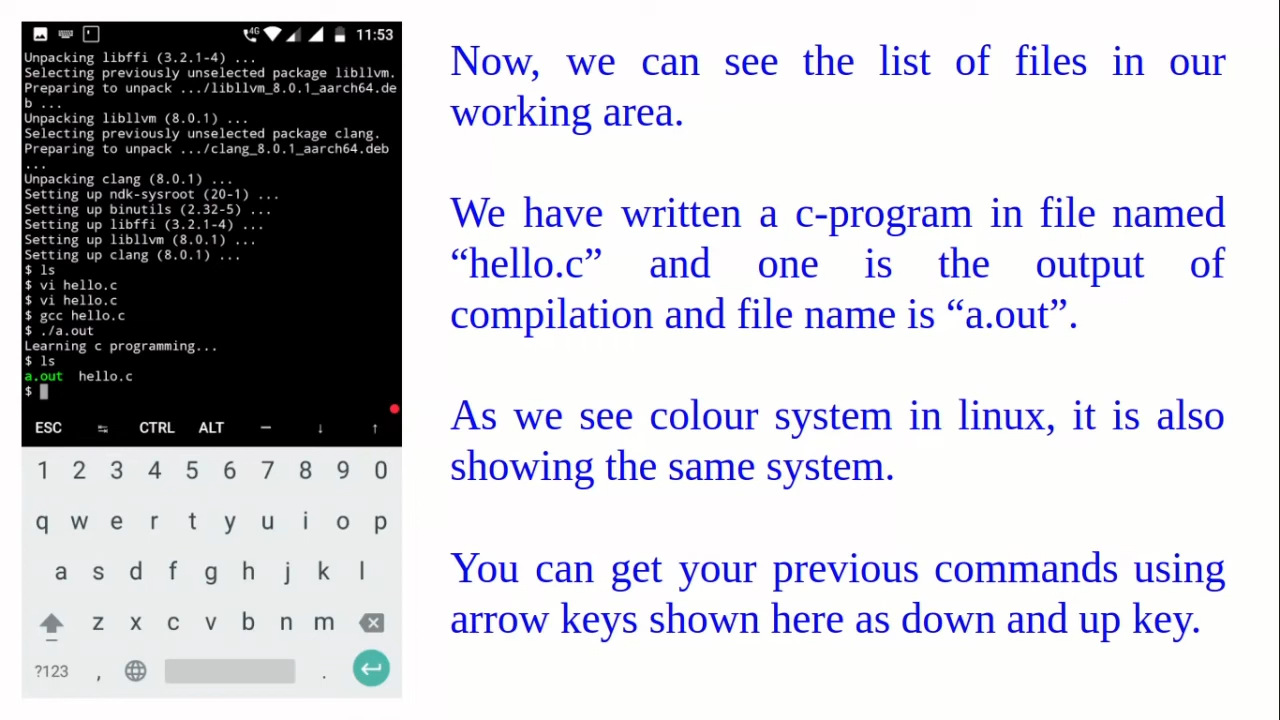 4G 11:53
Unpacking libffi (3.2.1-4) ...
Selecting previously unselected package libllvm.
Preparing to unpack .../libllvm_8.0.1_aarch64.de
b ...
Unpacking libllvm (8.0.1) ...
Selecting previously unselected package clang.
Preparing to unpack .../clang_8.0.1_aarch64.deb
...
Unpacking clang (8.0.1) ...
Setting up ndk-sysroot (20-1) ...
Setting up binutils (2.32-5) ...
Setting up libffi (3.2.1-4) ...
Setting up libllvm (8.0.1) ...
Setting up clang (8.0.1) ...
$ ls
$ vi hello.c
$ vi hello.c
$ gcc hello.c
$ ./a.out
Learning c programming...
$ ls
a.out hello.c
$
ESC ↹ CTRL ALT — ↓ ↑
1 2 3 4 5 6 7 8 9 0
q w e r t y u i o p
a s d f g h j k l
z x c v b n m
?123 , .
Now, we can see the list of files in our
working area.
We have written a c-program in file named
“hello.c” and one is the output of
compilation and file name is “a.out”.
As we see colour system in linux, it is also
showing the same system.
You can get your previous commands using
arrow keys shown here as down and up key.